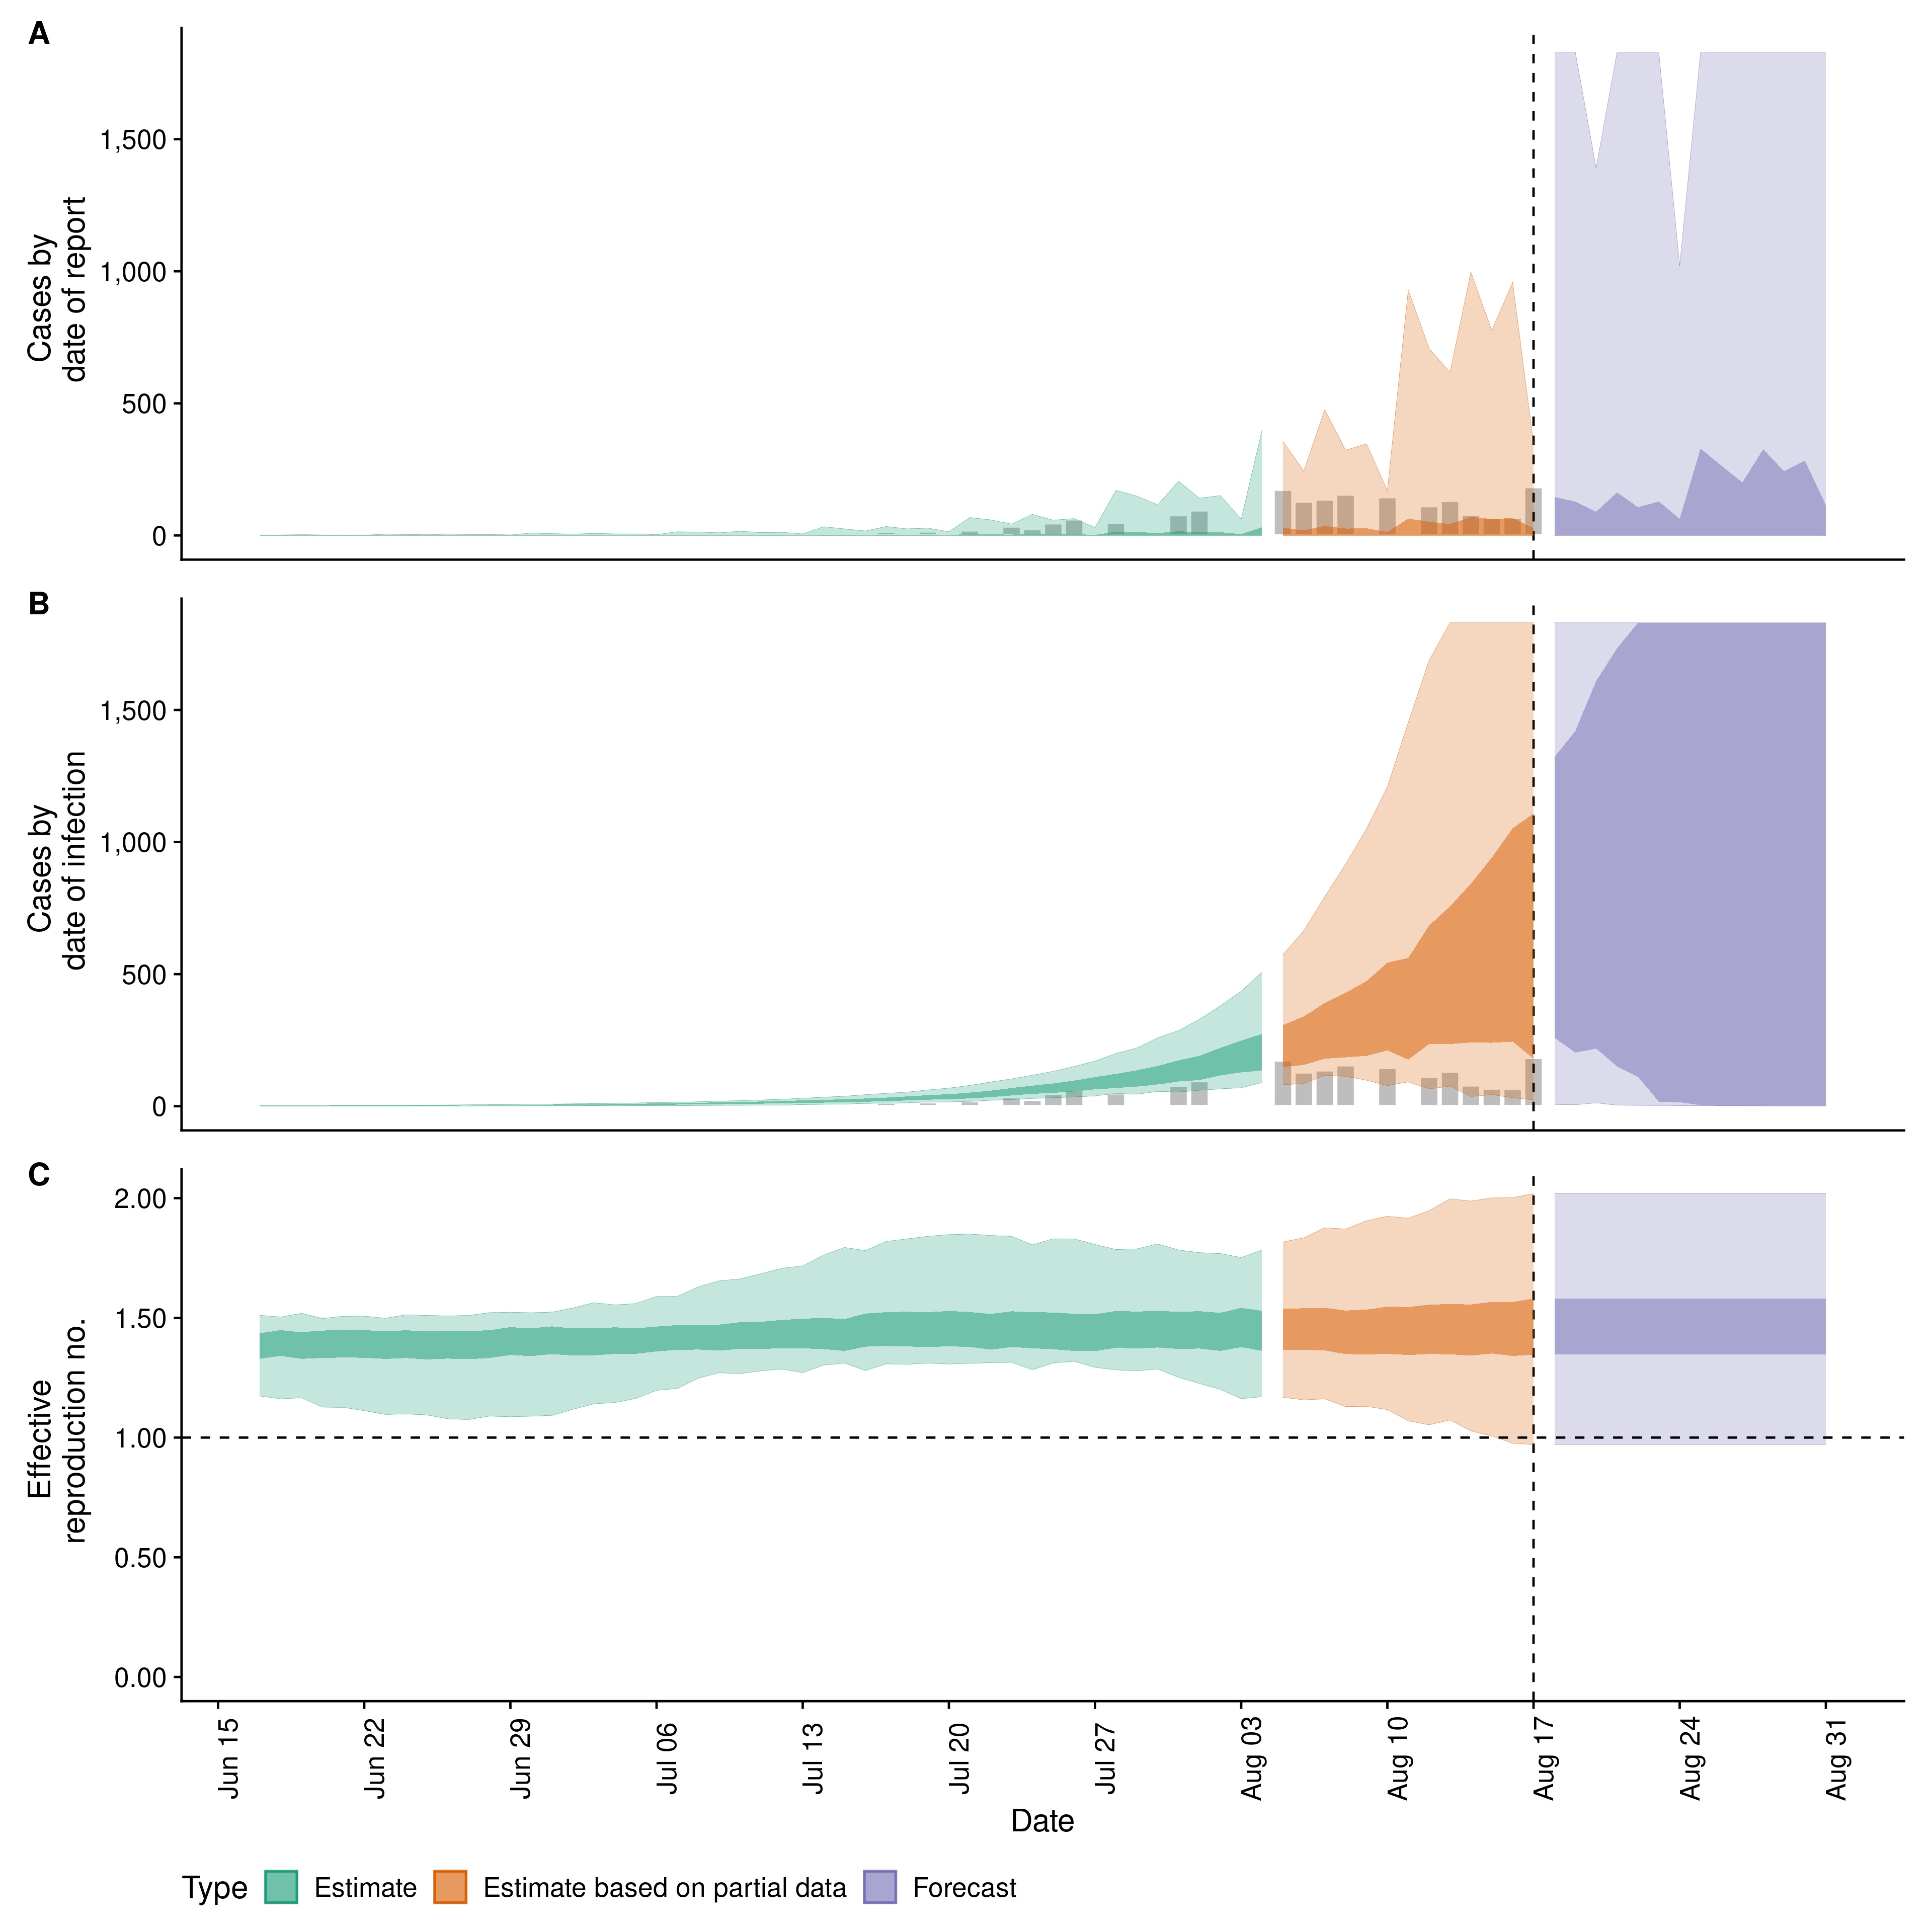 A
Cases by
date of report
1,500
1,000
500
0
B
Cases by
date of infection
1,500
1,000
500
0
C
Effective
reproduction no.
2.00
1.50
1.00
0.50
0.00
Jun 15
Jun 22
Jun 29
Jul 06
Jul 13
Jul 20
Jul 27
Aug 03
Aug 10
Aug 17
Aug 24
Aug 31
Date
Type Estimate Estimate based on partial data Forecast